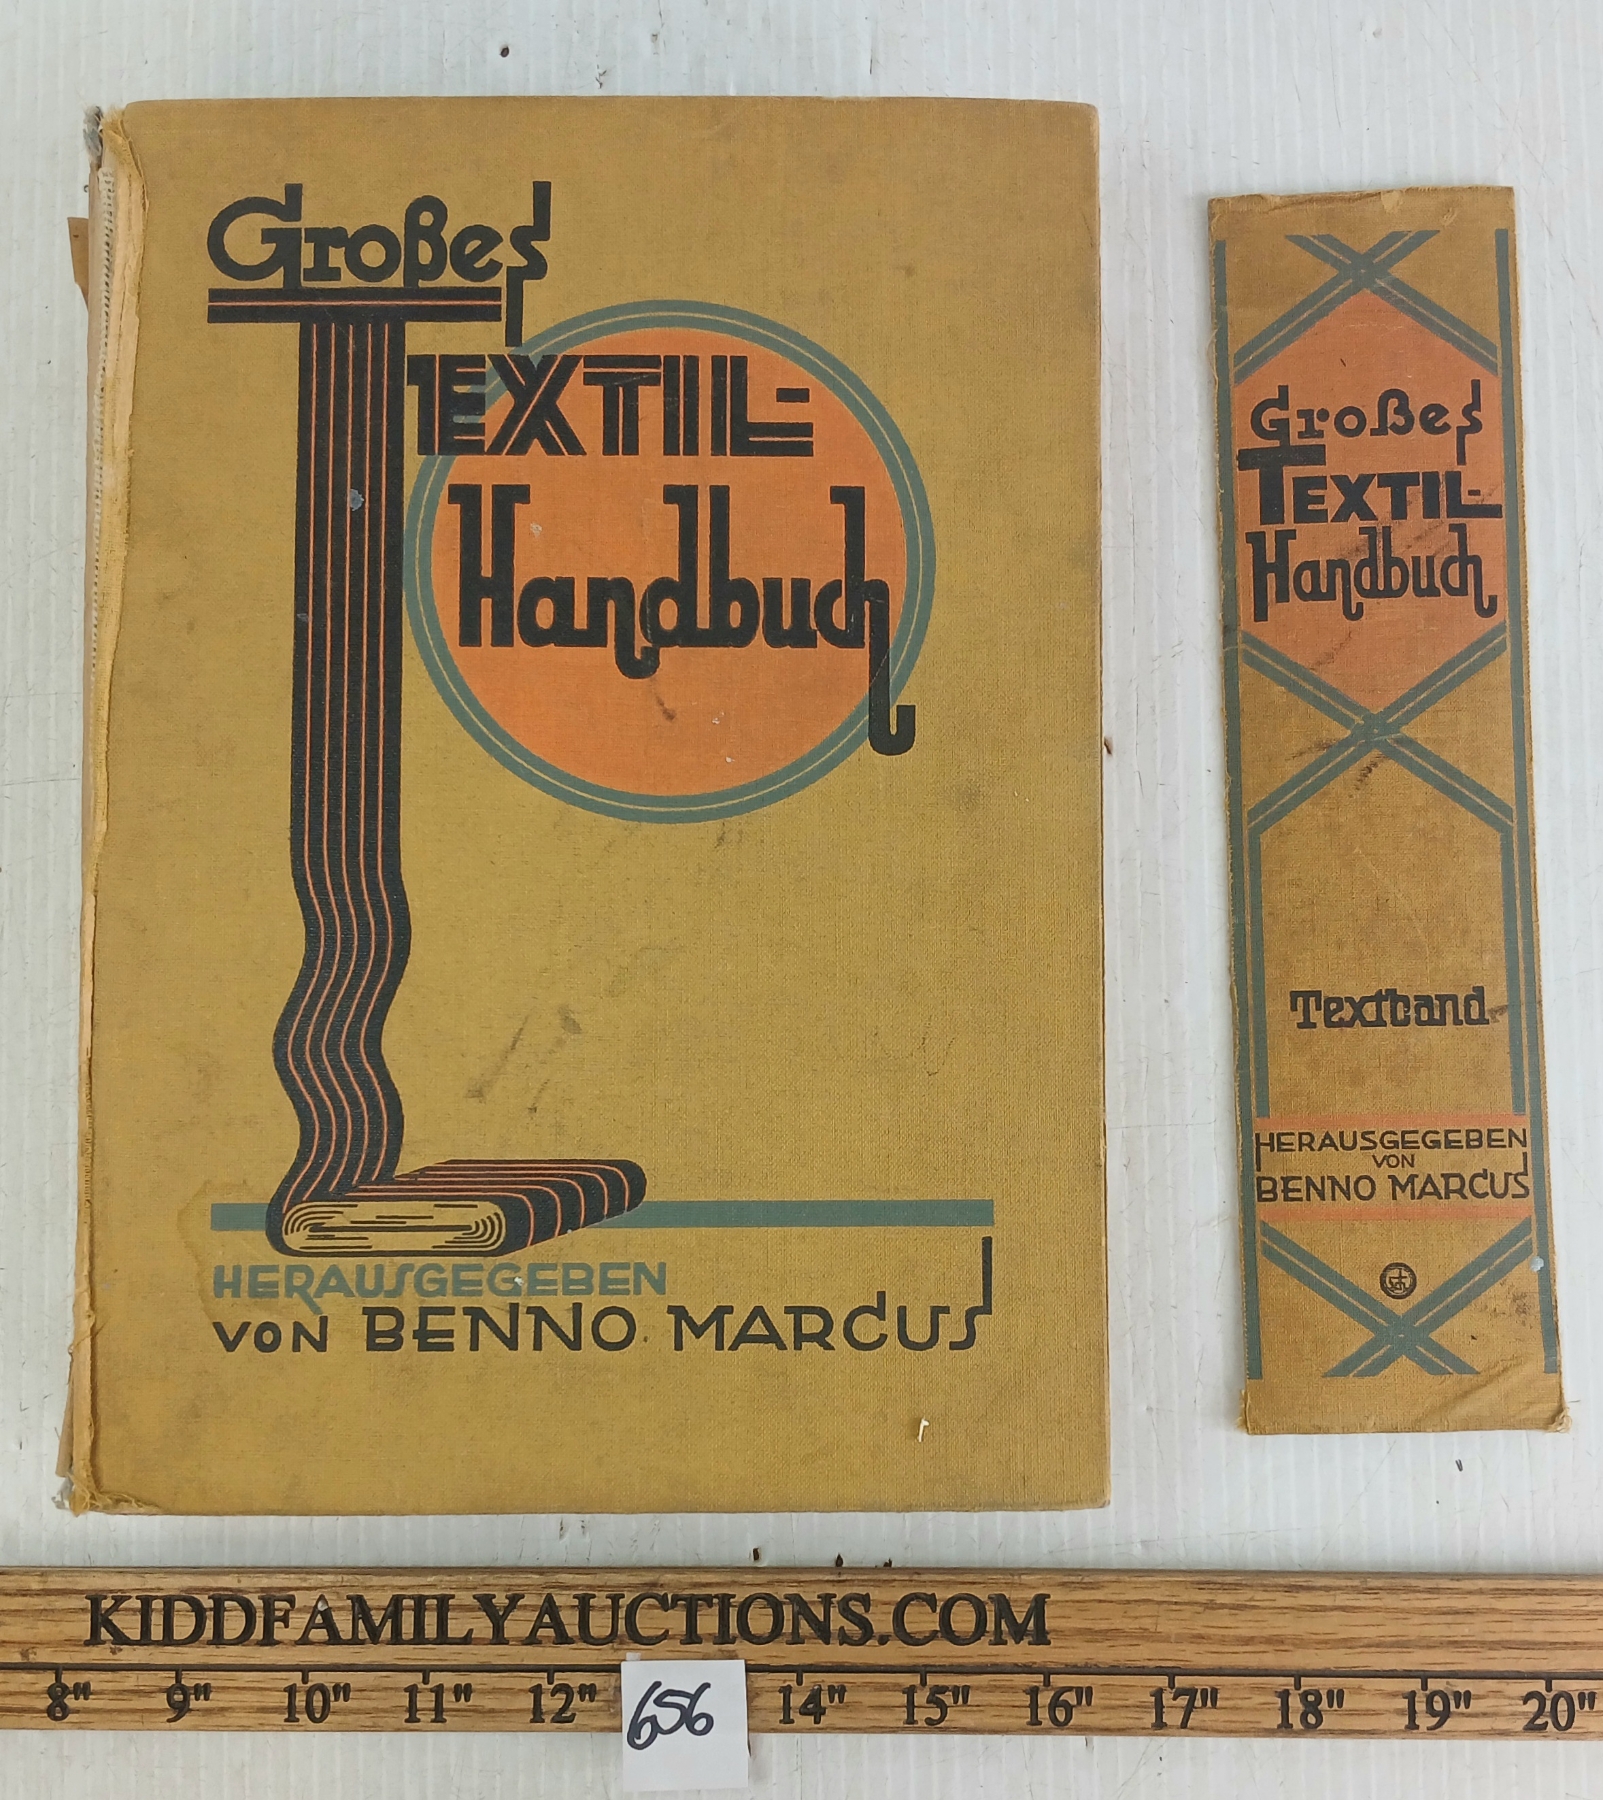 Großes
TEXTIL-
Handbuch
HERAUSGEGEBEN
VON BENNO MARCUS
Großes
TEXTIL-
Handbuch
Textband
HERAUSGEGEBEN
VON
BENNO MARCUS
KIDDFAMILYAUCTIONS.COM
8" 9" 10" 11" 12" 14" 15" 16" 17" 18" 19" 20"
656